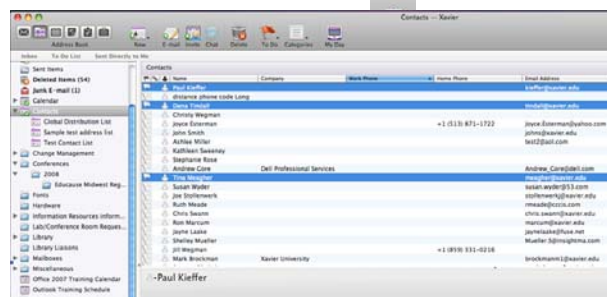 Contacts — Xavier
Address Book
New
E-mail Invite Chat
Delete
To Do Categories
My Day
Inbox To Do List Sent Directly to Me
Sent Items
Deleted Items (54)
Junk E-mail (1)
Calendar
Contacts
Global Distribution List
Sample test address list
Test Contact List
Change Management
Conferences
2008
Educause Midwest Reg...
Fonts
Hardware
Information Resources Inform...
Lab/Conference Room Reques...
Library
Library Liaisons
Mailboxes
Miscellaneous
Office 2007 Training Calendar
Outlook Training Schedule
Contacts
Name Company Work Phone Home Phone Email Address
Paul Kieffer kieffer@xavier.edu
distance phone code Long
Dena Tindall tindall@xavier.edu
Christy Wegman
Joyce Esterman +1 (513) 871-1722 Joyce.Esterman@yahoo.com
John Smith johns@xavier.edu
Ashlee Miller test2@aol.com
Kathleen Sweeney
Stephanie Rose
Andrew Core Dell Professional Services Andrew_Core@dell.com
Tina Meagher meagher@xavier.edu
Susan Wyder susan.wyder@53.com
Joe Stollenwerk stollenwerkj@xavier.edu
Ruth Meade rmeade@cccis.com
Chris Swann chris.swann@xavier.edu
Ron Marcum marcum@xavier.edu
Jayne Laake jaynelaake@fuse.net
Shelley Mueller Mueller.S@insightma.com
Jill Wegman +1 (859) 331-0218
Mark Brockman Xavier University brockmanm1@xavier.edu
-Paul Kieffer